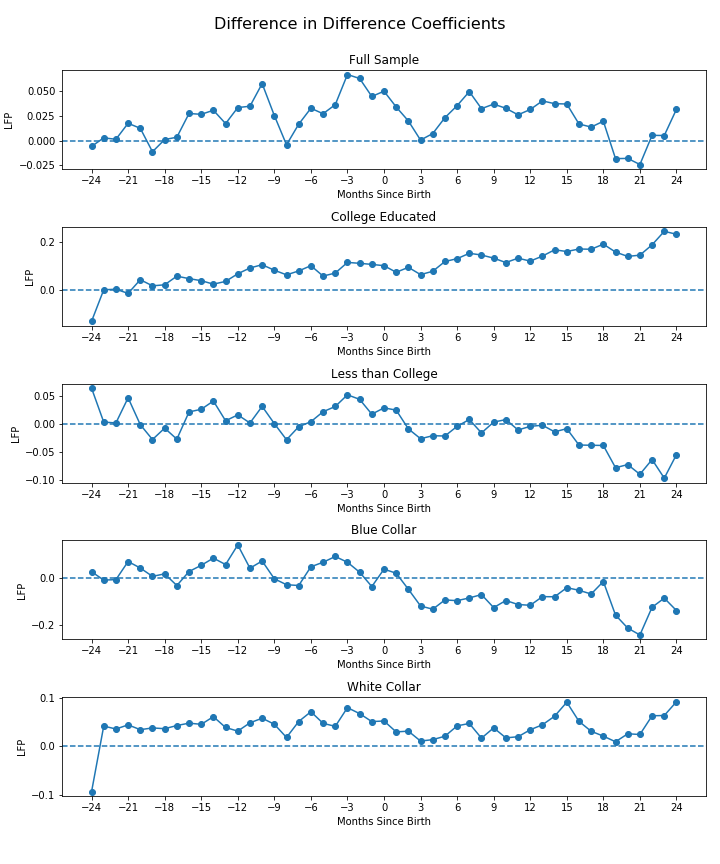 Difference in Difference Coefficients
Full Sample
LFP
0.050
0.025
0.000
−0.025
−24 −21 −18 −15 −12 −9 −6 −3 0 3 6 9 12 15 18 21 24
Months Since Birth
College Educated
LFP
0.2
0.0
−24 −21 −18 −15 −12 −9 −6 −3 0 3 6 9 12 15 18 21 24
Months Since Birth
Less than College
LFP
0.05
0.00
−0.05
−0.10
−24 −21 −18 −15 −12 −9 −6 −3 0 3 6 9 12 15 18 21 24
Months Since Birth
Blue Collar
LFP
0.0
−0.2
−24 −21 −18 −15 −12 −9 −6 −3 0 3 6 9 12 15 18 21 24
Months Since Birth
White Collar
LFP
0.1
0.0
−0.1
−24 −21 −18 −15 −12 −9 −6 −3 0 3 6 9 12 15 18 21 24
Months Since Birth